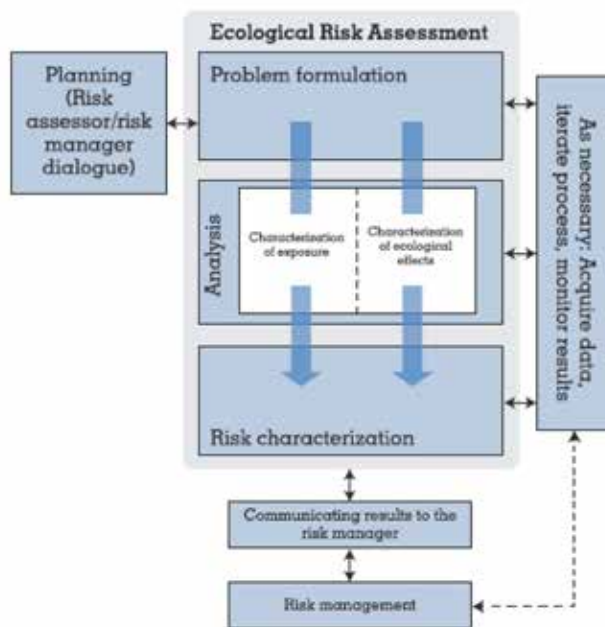 Ecological Risk Assessment
Planning
(Risk
assessor/risk
manager
dialogue)
Problem formulation
Analysis
Characterization
of exposure
Characterization
of ecological
effects
Risk characterization
As necessary: Acquire data,
iterate process, monitor results
Communicating results to the
risk manager
Risk management